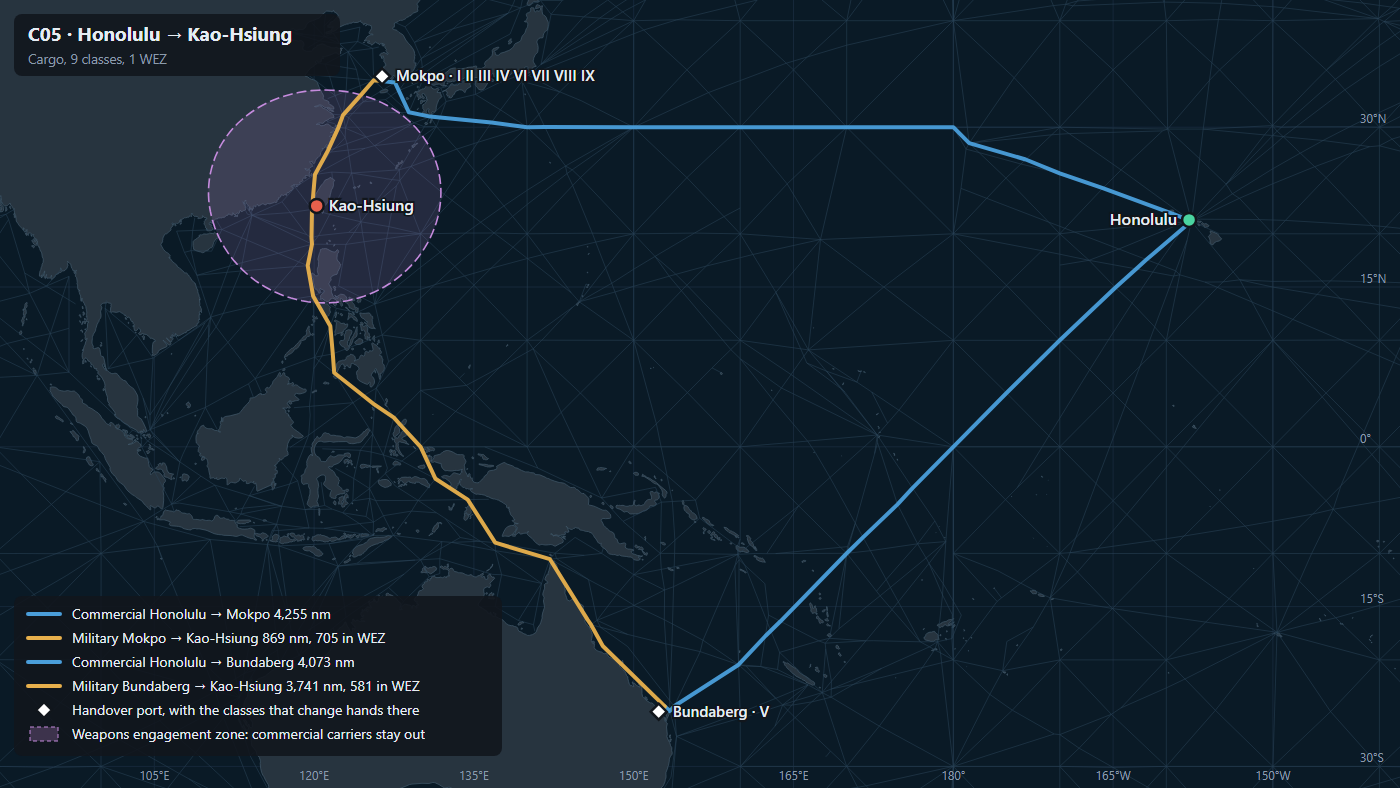 C05 · Honolulu → Kao-Hsiung
Cargo, 9 classes, 1 WEZ
Mokpo · I II III IV VI VII VIII IX
30°N
Kao-Hsiung
Honolulu
15°N
0°
15°S
Commercial Honolulu → Mokpo 4,255 nm
Military Mokpo → Kao-Hsiung 869 nm, 705 in WEZ
Commercial Honolulu → Bundaberg 4,073 nm
Military Bundaberg → Kao-Hsiung 3,741 nm, 581 in WEZ
Handover port, with the classes that change hands there
Weapons engagement zone: commercial carriers stay out
Bundaberg · V
30°S
105°E
120°E
135°E
150°E
165°E
180°
165°W
150°W